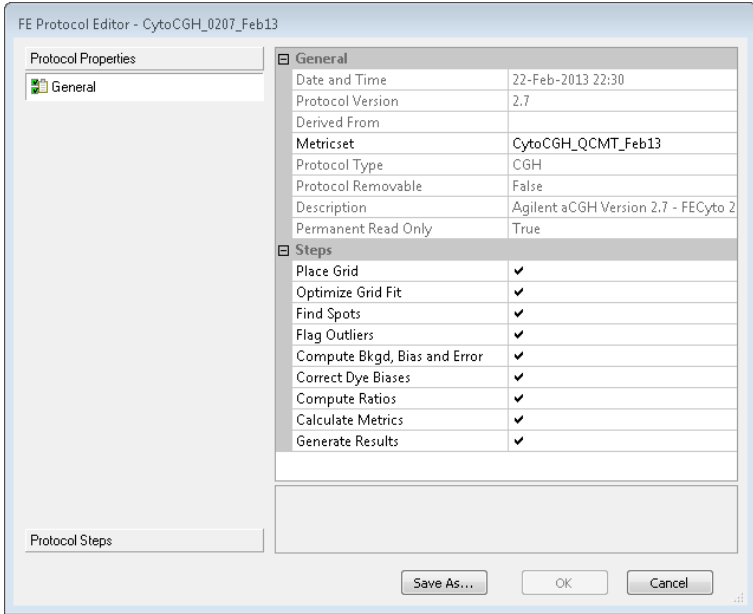 FE Protocol Editor - CytoCGH_0207_Feb13
Protocol Properties
General
General
Date and Time 22-Feb-2013 22:30
Protocol Version 2.7
Derived From
Metricset CytoCGH_QCMT_Feb13
Protocol Type CGH
Protocol Removable False
Description Agilent aCGH Version 2.7 - FECyto 2
Permanent Read Only True
Steps
Place Grid
Optimize Grid Fit
Find Spots
Flag Outliers
Compute Bkgd, Bias and Error
Correct Dye Biases
Compute Ratios
Calculate Metrics
Generate Results
Protocol Steps
Save As... OK Cancel